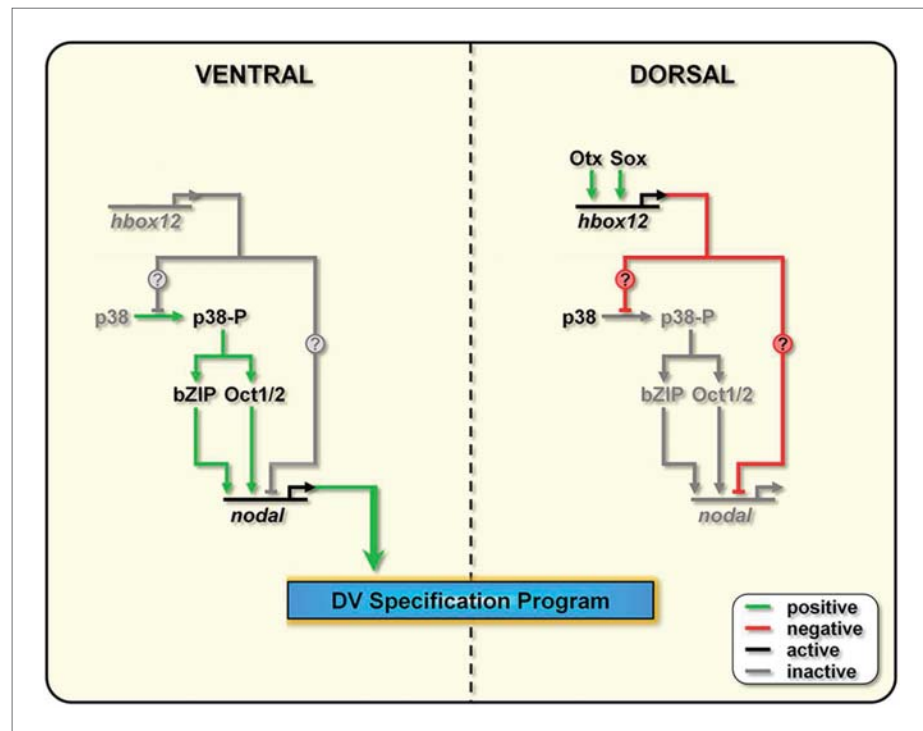 VENTRAL
hbox12
?
p38 p38-P
?
bZIP Oct1/2
nodal
DORSAL
Otx Sox
hbox12
?
p38 p38-P
?
bZIP Oct1/2
nodal
DV Specification Program
positive
negative
active
inactive